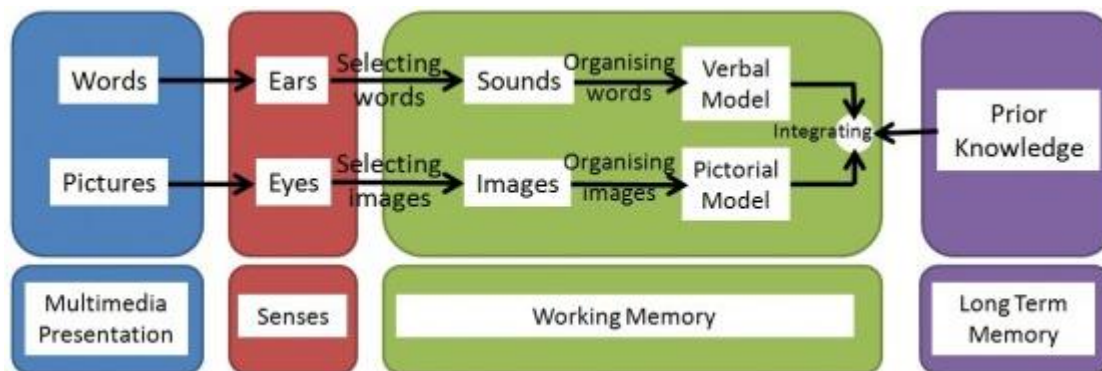 Words
Ears
Selecting
words
Sounds
Organising
words
Verbal
Model
Integrating
Prior
Knowledge
Pictures
Eyes
Selecting
images
Images
Organising
images
Pictorial
Model
Multimedia
Presentation
Senses
Working Memory
Long Term
Memory